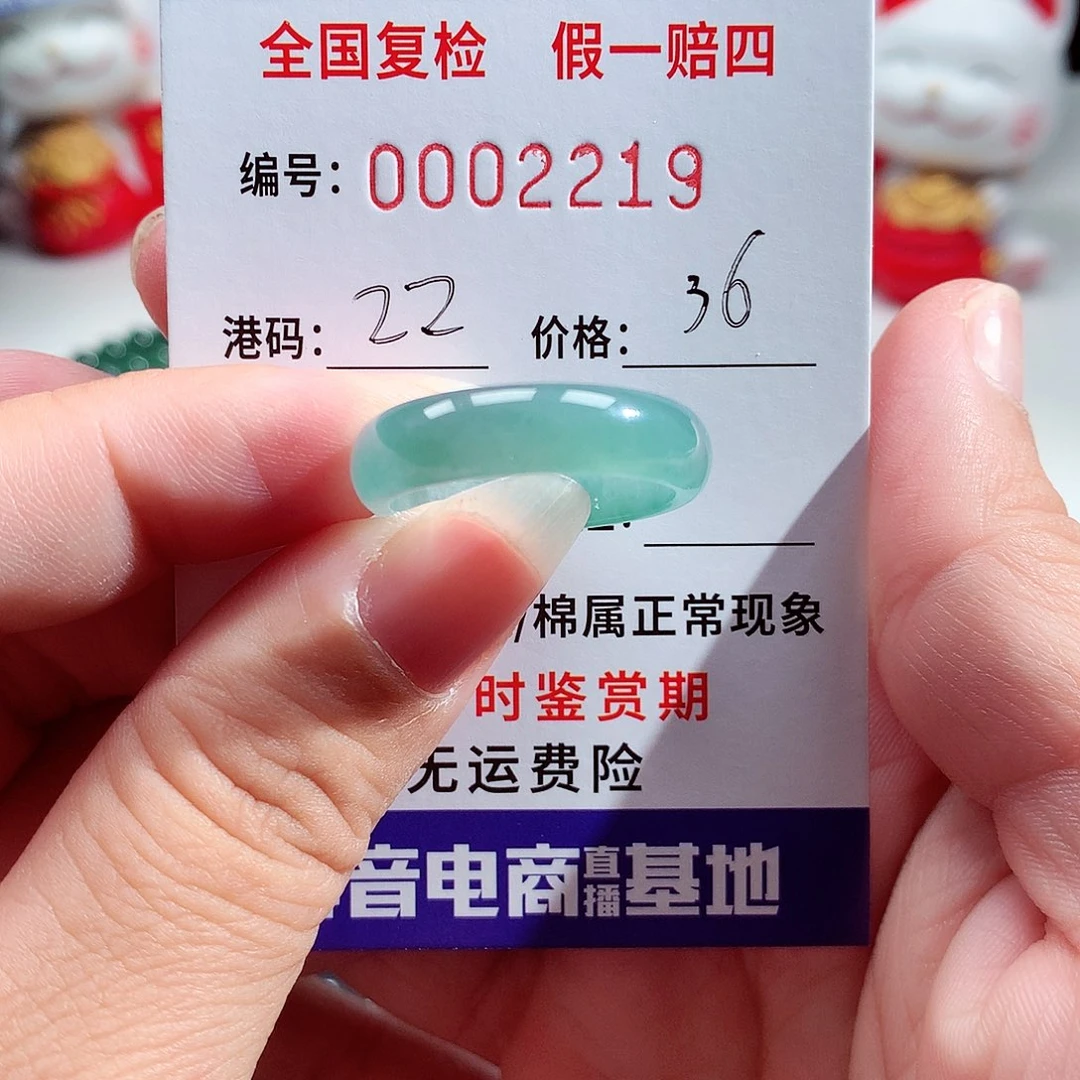 全国复检 假一赔四
编号：0002219
港码：22 价格：36
/棉属正常现象
时鉴赏期
无运费险
音电商直播基地